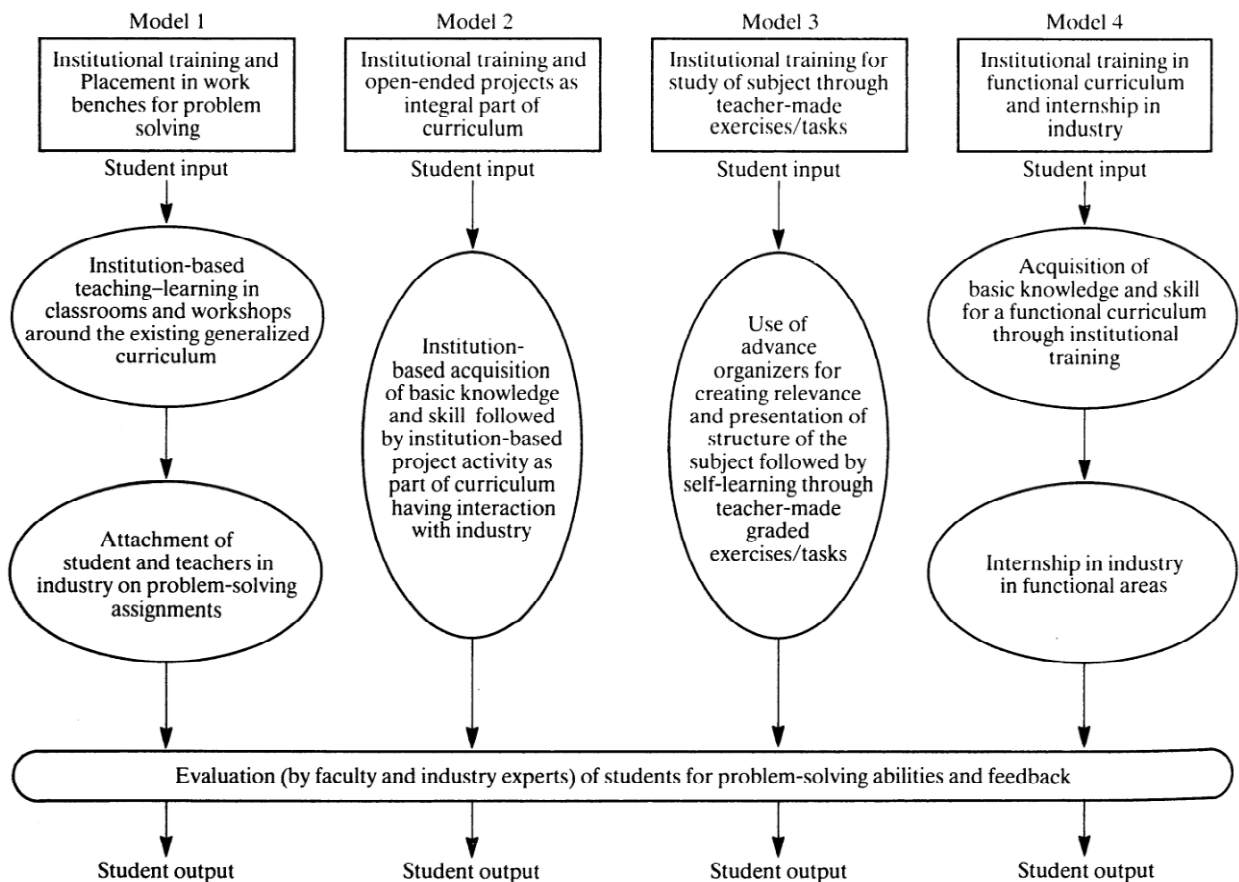 Model 1
Institutional training and
Placement in work
benches for problem
solving
Student input
Institution-based
teaching–learning in
classrooms and workshops
around the existing generalized
curriculum
Attachment of
student and teachers in
industry on problem-solving
assignments
Model 2
Institutional training and
open-ended projects as
integral part of
curriculum
Student input
Institution-
based acquisition
of basic knowledge
and skill followed
by institution-based
project activity as
part of curriculum
having interaction
with industry
Model 3
Institutional training for
study of subject through
teacher-made
exercises/tasks
Student input
Use of
advance
organizers for
creating relevance
and presentation of
structure of the
subject followed by
self-learning through
teacher-made
graded
exercises/tasks
Model 4
Institutional training in
functional curriculum
and internship in
industry
Student input
Acquisition of
basic knowledge and skill
for a functional curriculum
through institutional
training
Internship in industry
in functional areas
Evaluation (by faculty and industry experts) of students for problem-solving abilities and feedback
Student output
Student output
Student output
Student output